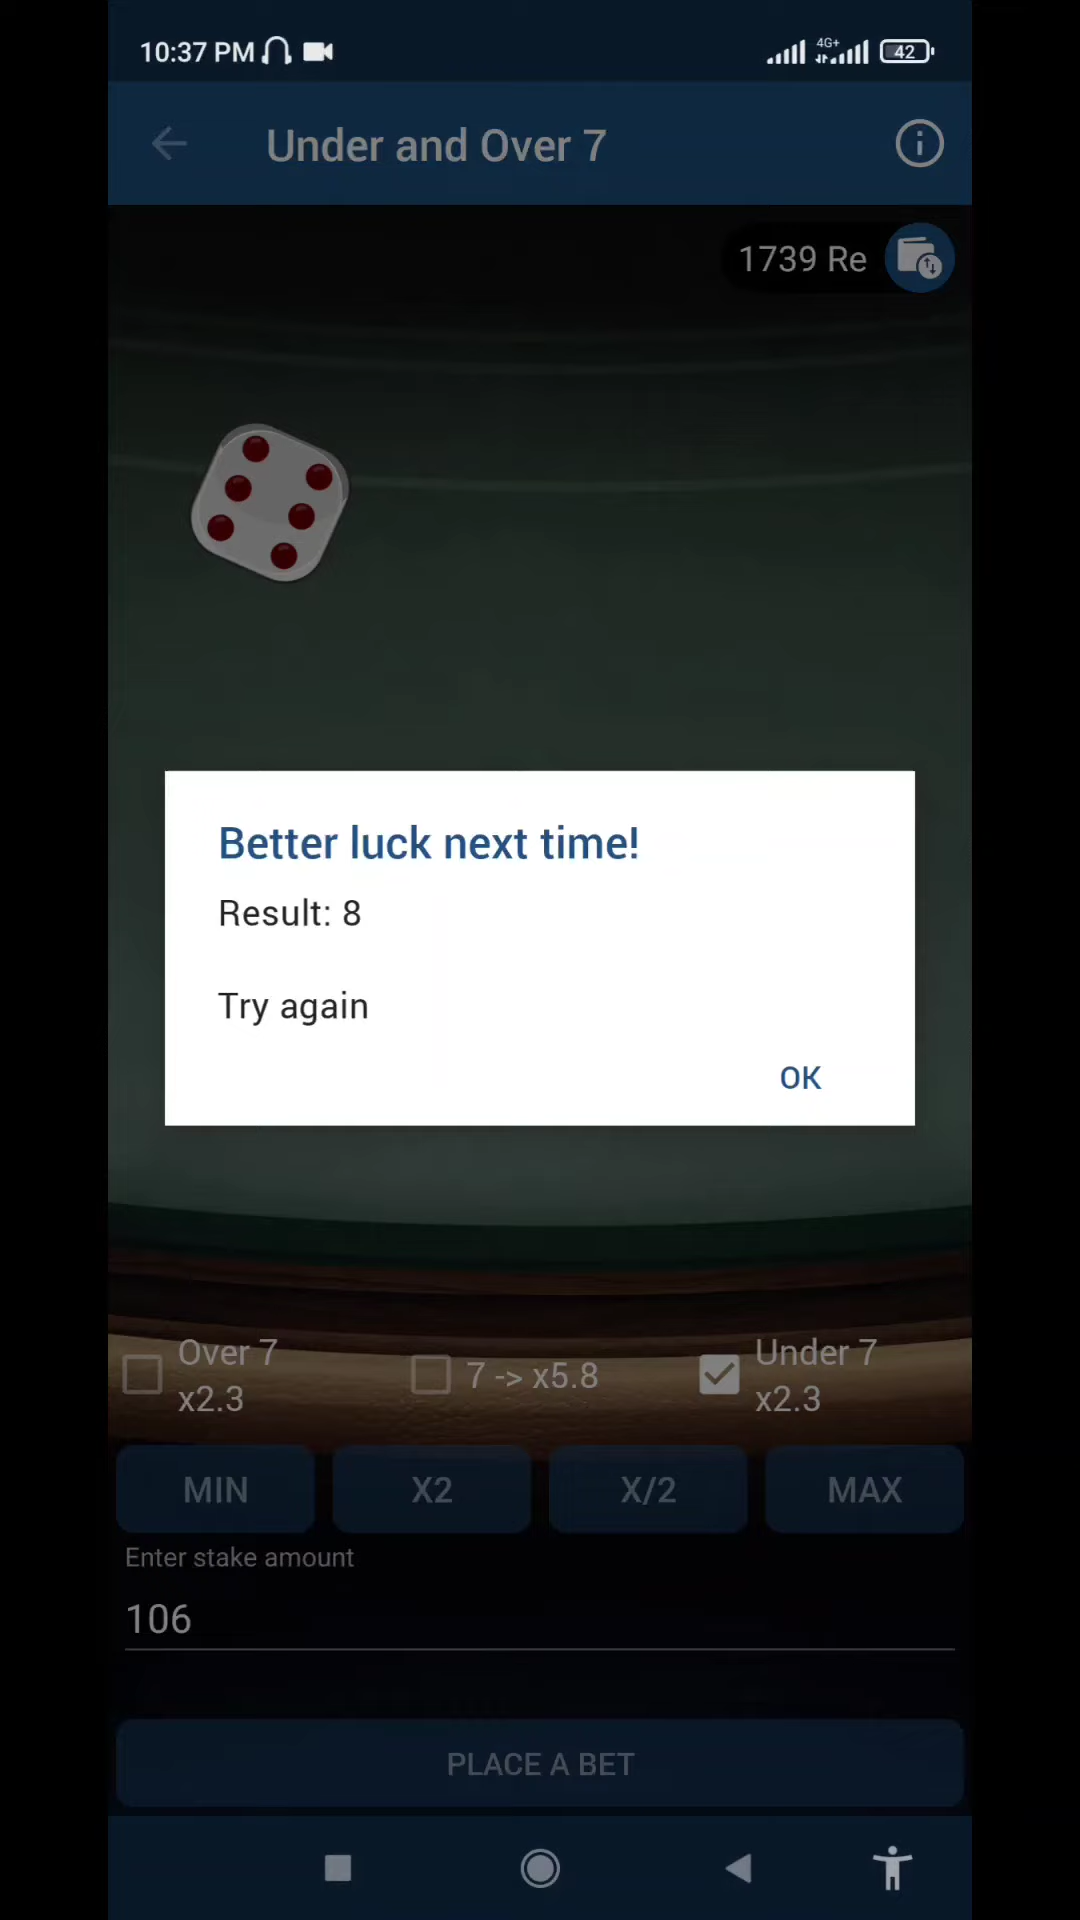 10:37 PM 4G+ 42
Under and Over 7
1739 Re
Better luck next time!
Result: 8
Try again
OK
Over 7
x2.3
7 -> x5.8
Under 7
x2.3
MIN X2 X/2 MAX
Enter stake amount
106
PLACE A BET